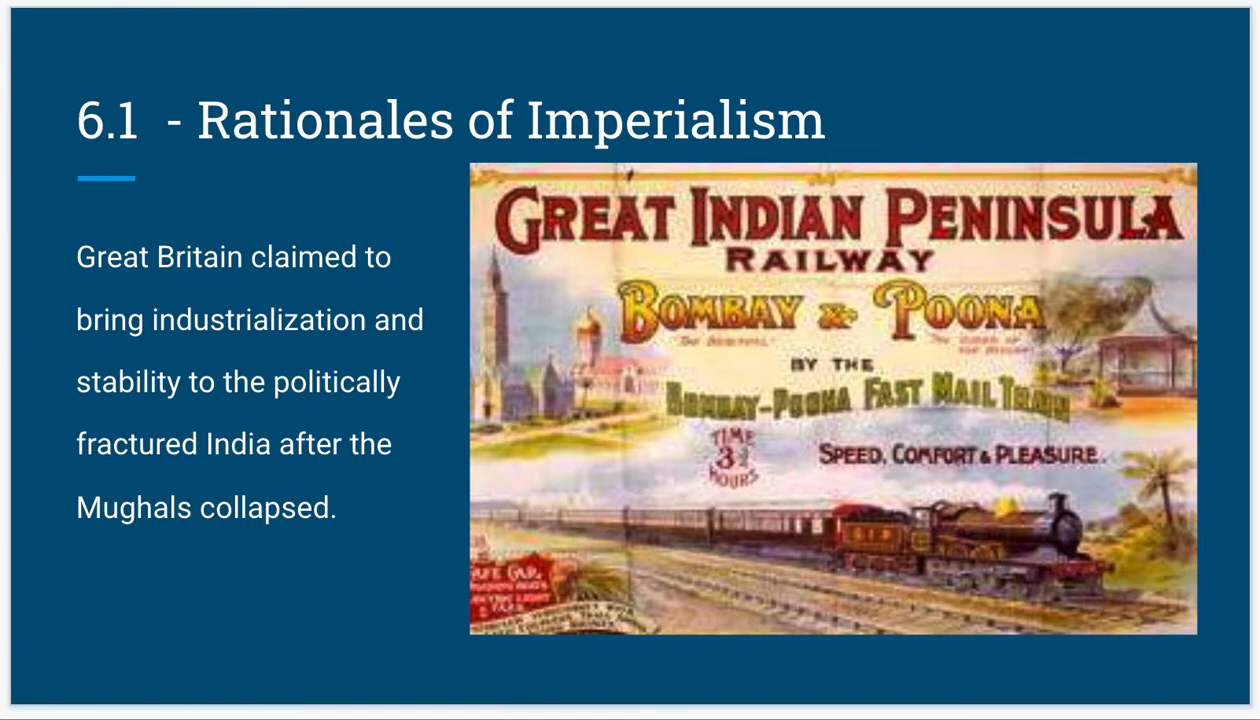 6.1 - Rationales of Imperialism
Great Britain claimed to
bring industrialization and
stability to the politically
fractured India after the
Mughals collapsed.
GREAT INDIAN PENINSULA
RAILWAY
BOMBAY & POONA
BY THE
BOMBAY-POONA FAST MAIL TRAIN
TIME
HOURS
SPEED, COMFORT & PLEASURE.